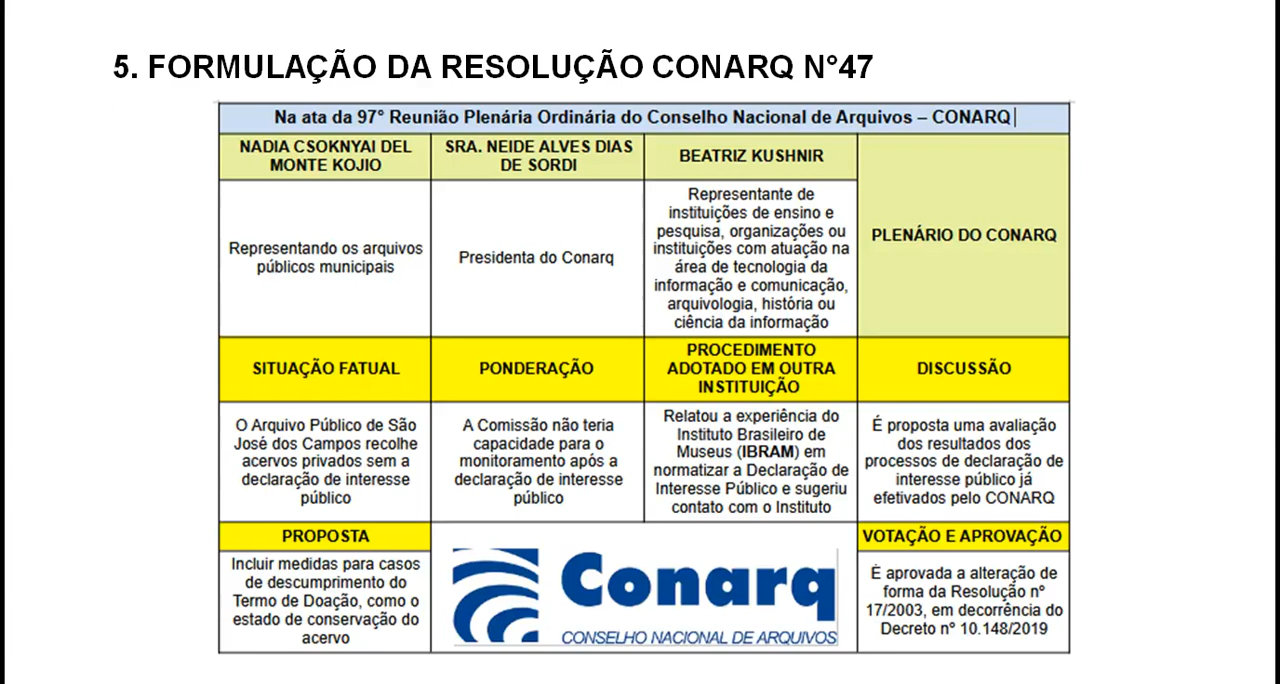 5. FORMULAÇÃO DA RESOLUÇÃO CONARQ N°47
Na ata da 97° Reunião Plenária Ordinária do Conselho Nacional de Arquivos – CONARQ
NADIA CSOKNYAI DEL
MONTE KOJIO
SRA. NEIDE ALVES DIAS
DE SORDI
BEATRIZ KUSHNIR
PLENÁRIO DO CONARQ
Representando os arquivos
públicos municipais
Presidenta do Conarq
Representante de
instituições de ensino e
pesquisa, organizações ou
instituições com atuação na
área de tecnologia da
informação e comunicação,
arquivologia, história ou
ciência da informação
SITUAÇÃO FATUAL
PONDERAÇÃO
PROCEDIMENTO
ADOTADO EM OUTRA
INSTITUIÇÃO
DISCUSSÃO
O Arquivo Público de São
José dos Campos recolhe
acervos privados sem a
declaração de interesse
público
A Comissão não teria
capacidade para o
monitoramento após a
declaração de interesse
público
Relatou a experiência do
Instituto Brasileiro de
Museus (IBRAM) em
normatizar a Declaração de
Interesse Público e sugeriu
contato com o Instituto
É proposta uma avaliação
dos resultados dos
processos de declaração de
interesse público já
efetivados pelo CONARQ
PROPOSTA
Incluir medidas para casos
de descumprimento do
Termo de Doação, como o
estado de conservação do
acervo
Conarq
CONSELHO NACIONAL DE ARQUIVOS
VOTAÇÃO E APROVAÇÃO
É aprovada a alteração de
forma da Resolução nº
17/2003, em decorrência do
Decreto nº 10.148/2019